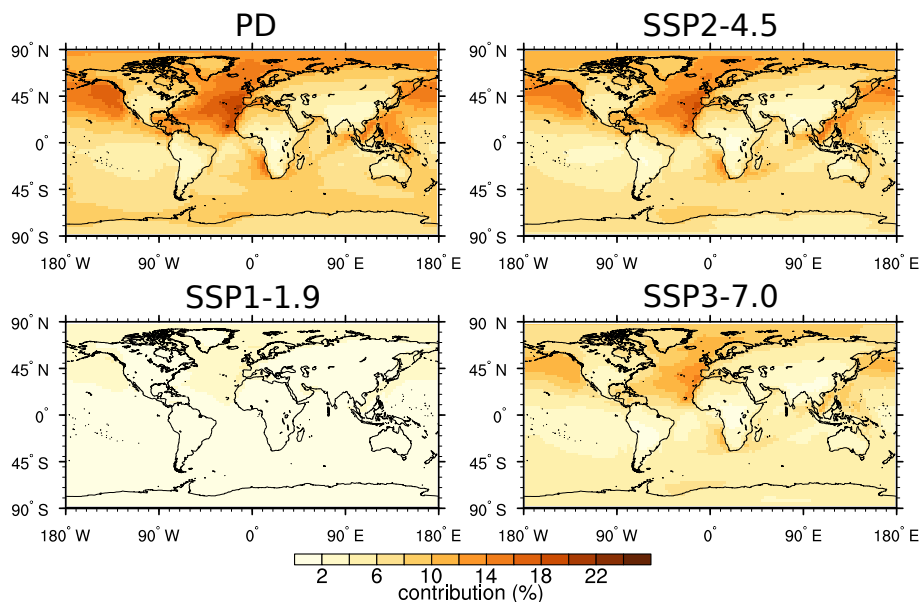 PD
SSP2-4.5
90° N
45° N
0°
45° S
90° S
180° W
90° W
0°
90° E
180° E
90° N
45° N
0°
45° S
90° S
180° W
90° W
0°
90° E
180° E
SSP1-1.9
SSP3-7.0
90° N
45° N
0°
45° S
90° S
180° W
90° W
0°
90° E
180° E
90° N
45° N
0°
45° S
90° S
180° W
90° W
0°
90° E
180° E
2 6 10 14 18 22
contribution (%)